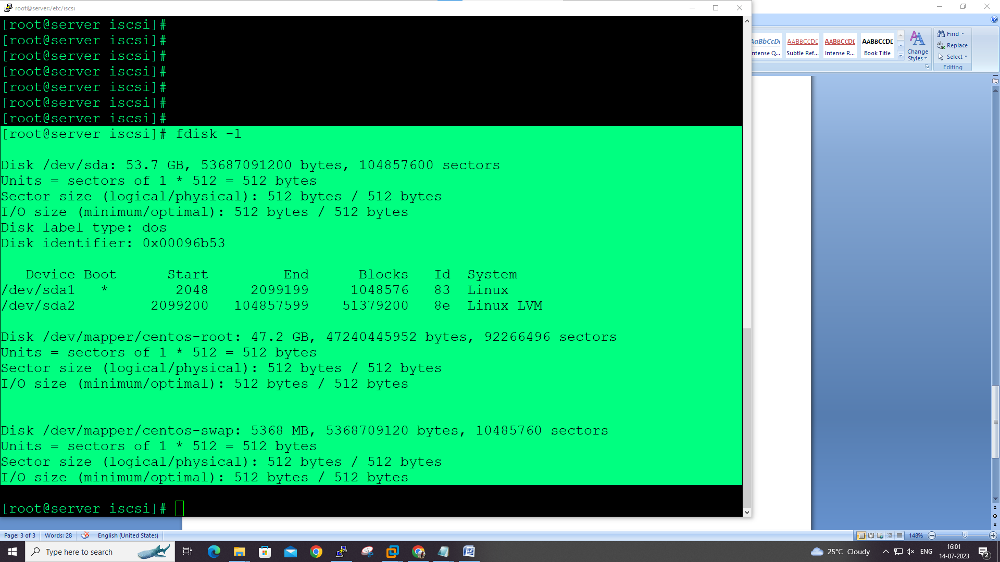 root@server:/etc/iscsi
[root@server iscsi]#
[root@server iscsi]#
[root@server iscsi]#
[root@server iscsi]#
[root@server iscsi]#
[root@server iscsi]#
[root@server iscsi]#
[root@server iscsi]# fdisk -l
Disk /dev/sda: 53.7 GB, 53687091200 bytes, 104857600 sectors
Units = sectors of 1 * 512 = 512 bytes
Sector size (logical/physical): 512 bytes / 512 bytes
I/O size (minimum/optimal): 512 bytes / 512 bytes
Disk label type: dos
Disk identifier: 0x00096b53
Device Boot Start End Blocks Id System
/dev/sda1 * 2048 2099199 1048576 83 Linux
/dev/sda2 2099200 104857599 51379200 8e Linux LVM
Disk /dev/mapper/centos-root: 47.2 GB, 47240445952 bytes, 92266496 sectors
Units = sectors of 1 * 512 = 512 bytes
Sector size (logical/physical): 512 bytes / 512 bytes
I/O size (minimum/optimal): 512 bytes / 512 bytes
Disk /dev/mapper/centos-swap: 5368 MB, 5368709120 bytes, 10485760 sectors
Units = sectors of 1 * 512 = 512 bytes
Sector size (logical/physical): 512 bytes / 512 bytes
I/O size (minimum/optimal): 512 bytes / 512 bytes
[root@server iscsi]#
AaBbCcDc AABBCCDD AABBCCDD AABBCCDE
ntense Q... Subtle Ref... Intense R... Book Title
Change
Styles
Find
Replace
Select
Editing
Page: 3 of 3 Words: 28 English (United States) 148%
Type here to search 25°C Cloudy ENG 16:01
14-07-2023 2